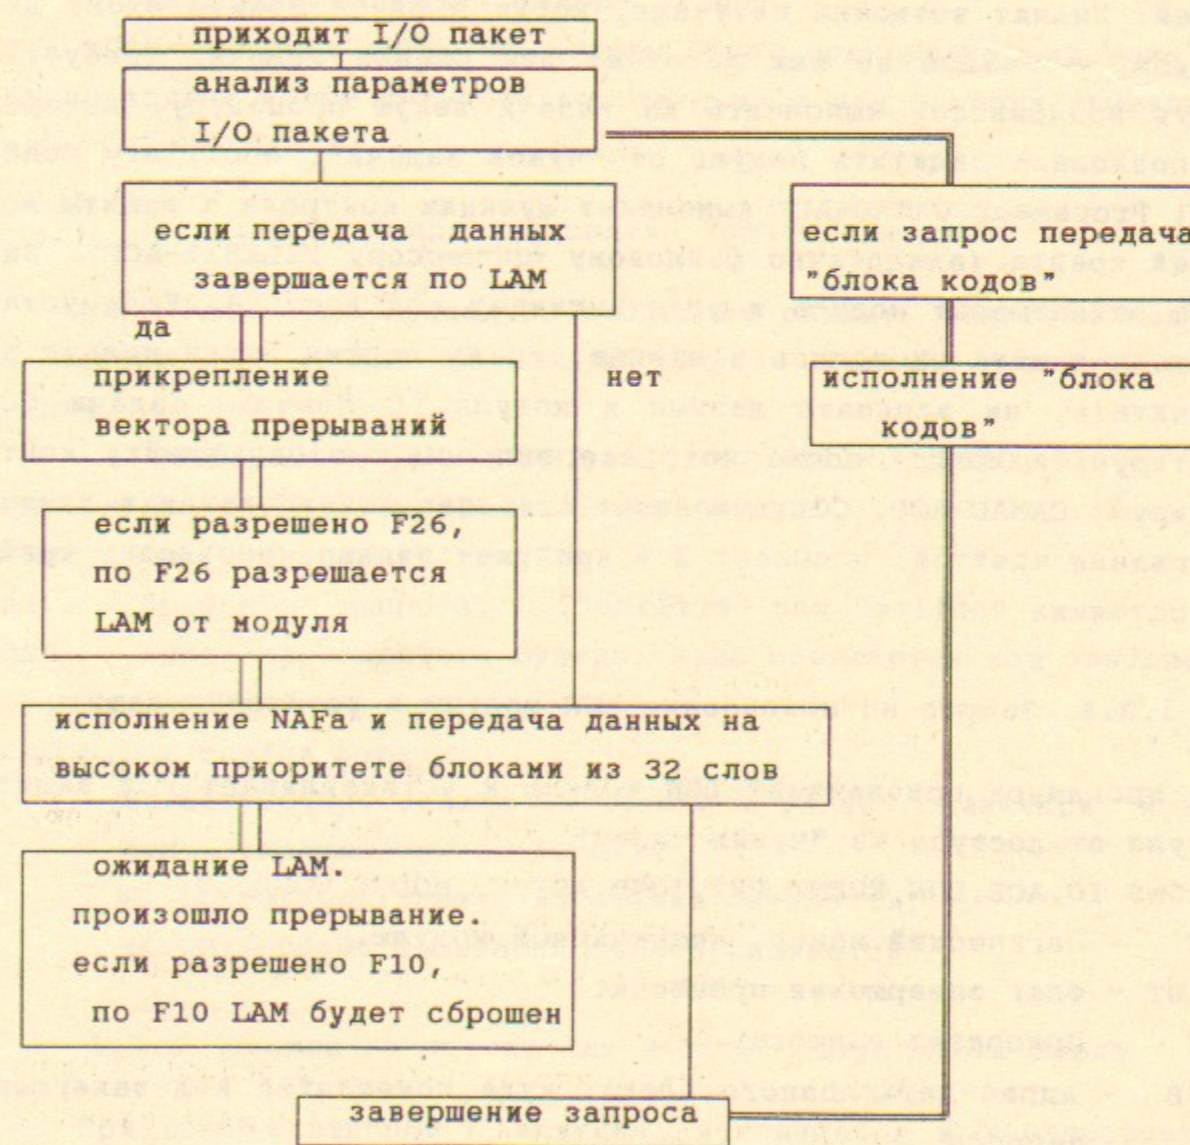 приходит I/O пакет
анализ параметров
I/O пакета
если передача данных
завершается по LAM
если запрос передача
"блока кодов"
да
нет
прикрепление
вектора прерываний
исполнение "блока
кодов"
если разрешено F26,
по F26 разрешается
LAM от модуля
исполнение NAFa и передача данных на
высоком приоритете блоками из 32 слов
ожидание LAM.
произошло прерывание.
если разрешено F10,
по F10 LAM будет сброшен
завершение запроса